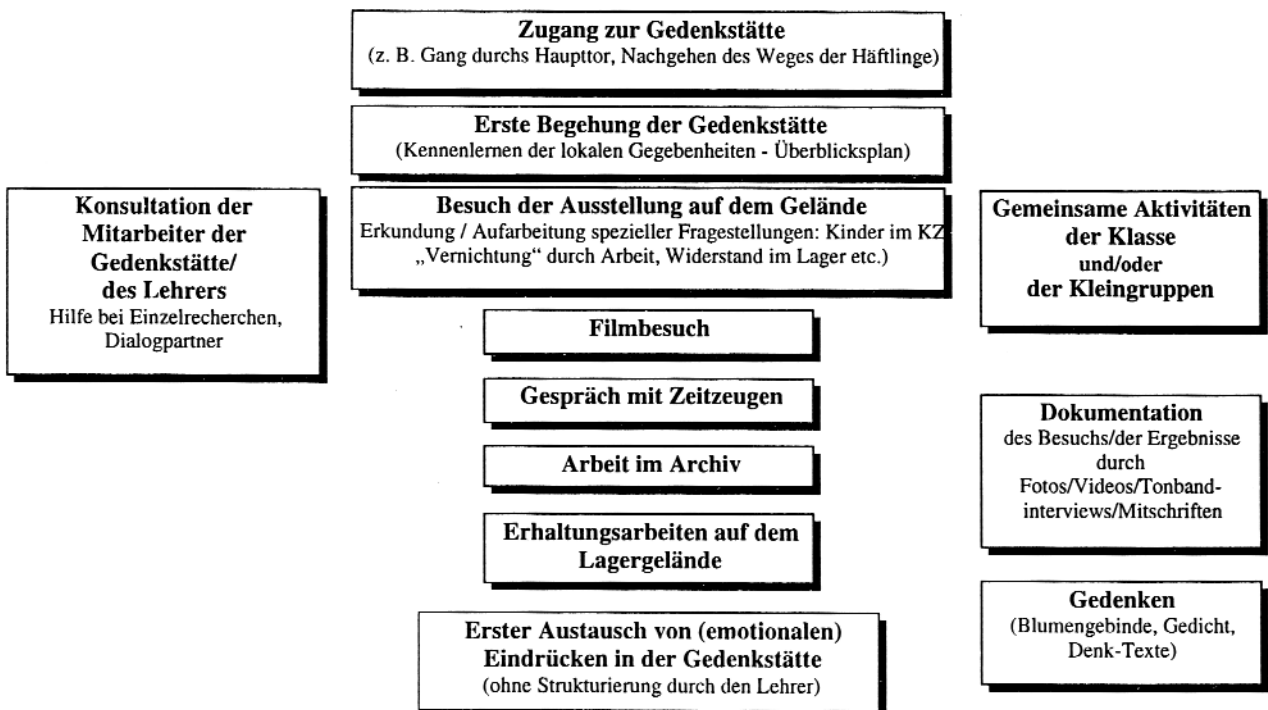 Zugang zur Gedenkstätte
(z. B. Gang durchs Haupttor, Nachgehen des Weges der Häftlinge)
Erste Begehung der Gedenkstätte
(Kennenlernen der lokalen Gegebenheiten - Überblicksplan)
Konsultation der
Mitarbeiter der
Gedenkstätte/
des Lehrers
Hilfe bei Einzelrecherchen,
Dialogpartner
Besuch der Ausstellung auf dem Gelände
Erkundung / Aufarbeitung spezieller Fragestellungen: Kinder im KZ
„Vernichtung“ durch Arbeit, Widerstand im Lager etc.)
Filmbesuch
Gespräch mit Zeitzeugen
Arbeit im Archiv
Erhaltungsarbeiten auf dem
Lagergelände
Erster Austausch von (emotionalen)
Eindrücken in der Gedenkstätte
(ohne Strukturierung durch den Lehrer)
Gemeinsame Aktivitäten
der Klasse
und/oder
der Kleingruppen
Dokumentation
des Besuchs/der Ergebnisse
durch
Fotos/Videos/Tonband-
interviews/Mitschriften
Gedenken
(Blumengebinde, Gedicht,
Denk-Texte)